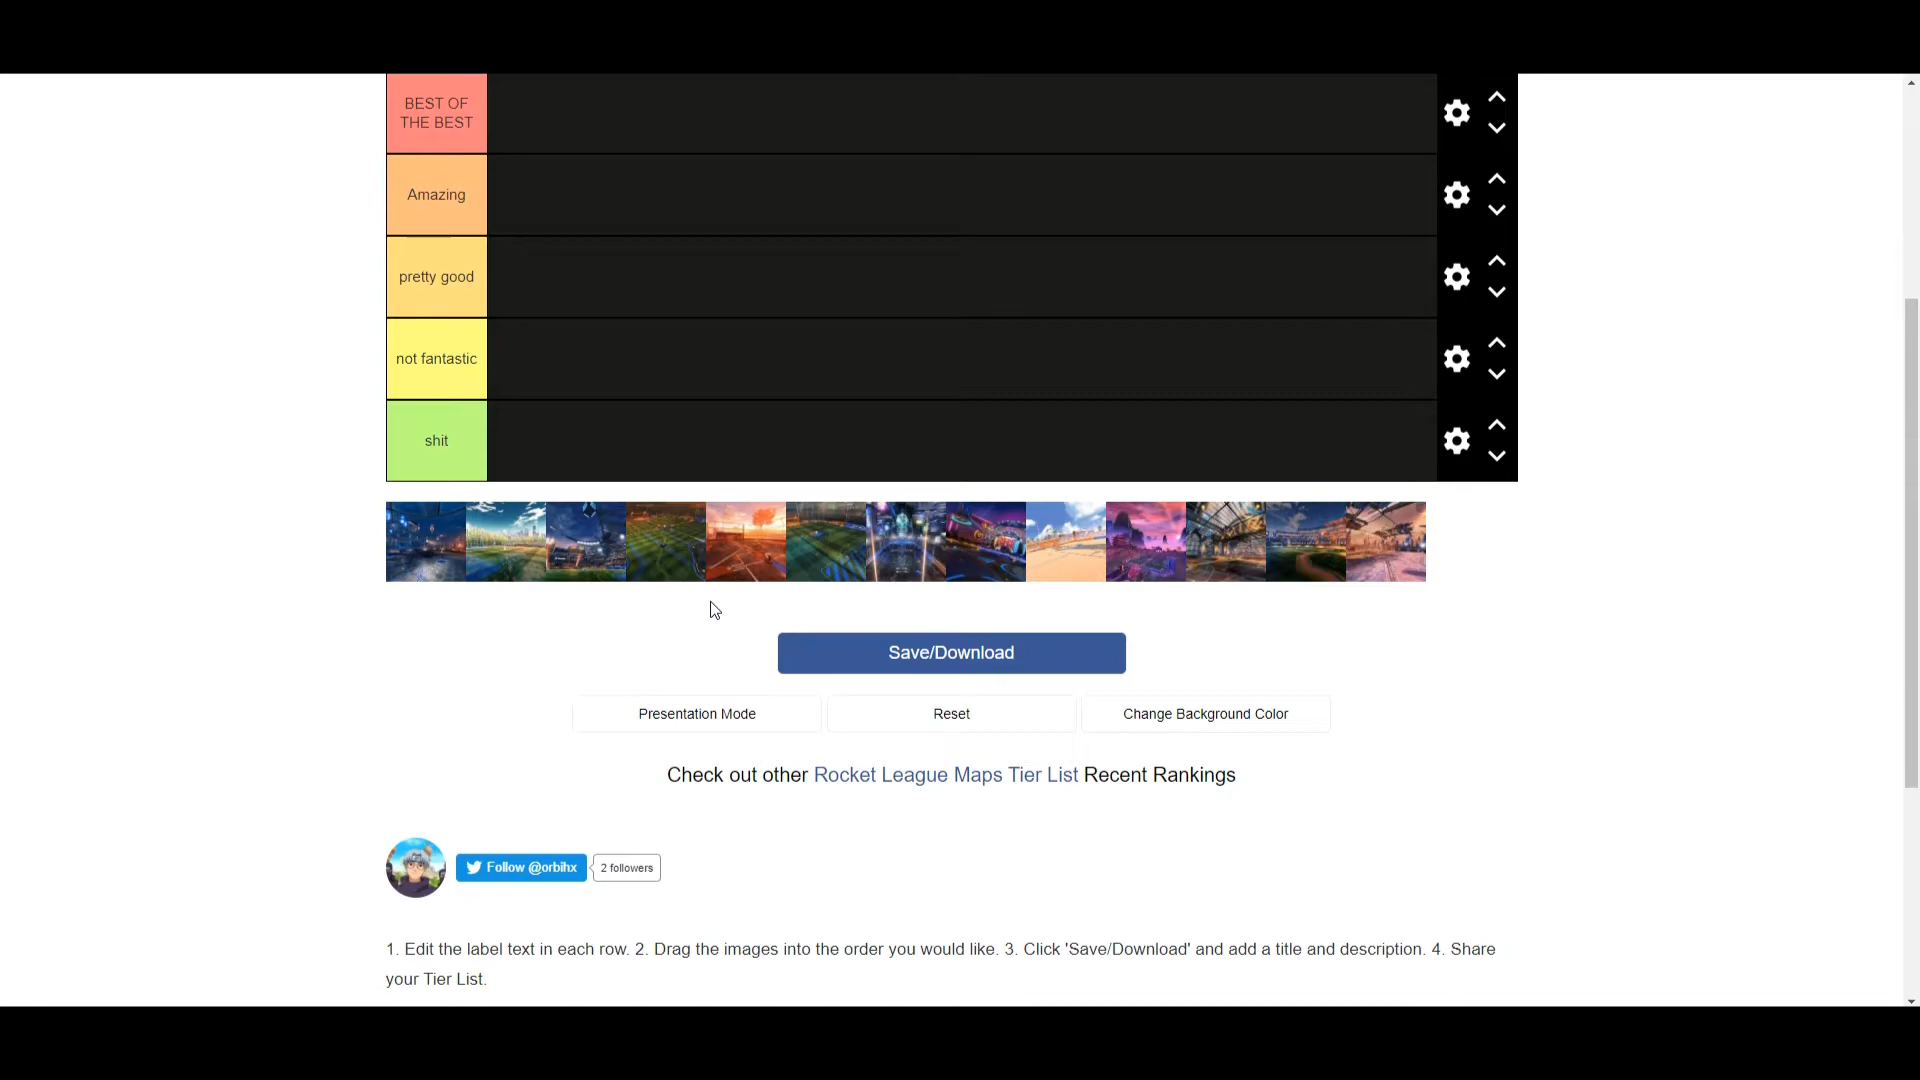 BEST OF
THE BEST
Amazing
pretty good
not fantastic
shit
Save/Download
Presentation Mode
Reset
Change Background Color
Check out other Rocket League Maps Tier List Recent Rankings
Follow @orbihx
2 followers
1. Edit the label text in each row. 2. Drag the images into the order you would like. 3. Click 'Save/Download' and add a title and description. 4. Share
your Tier List.